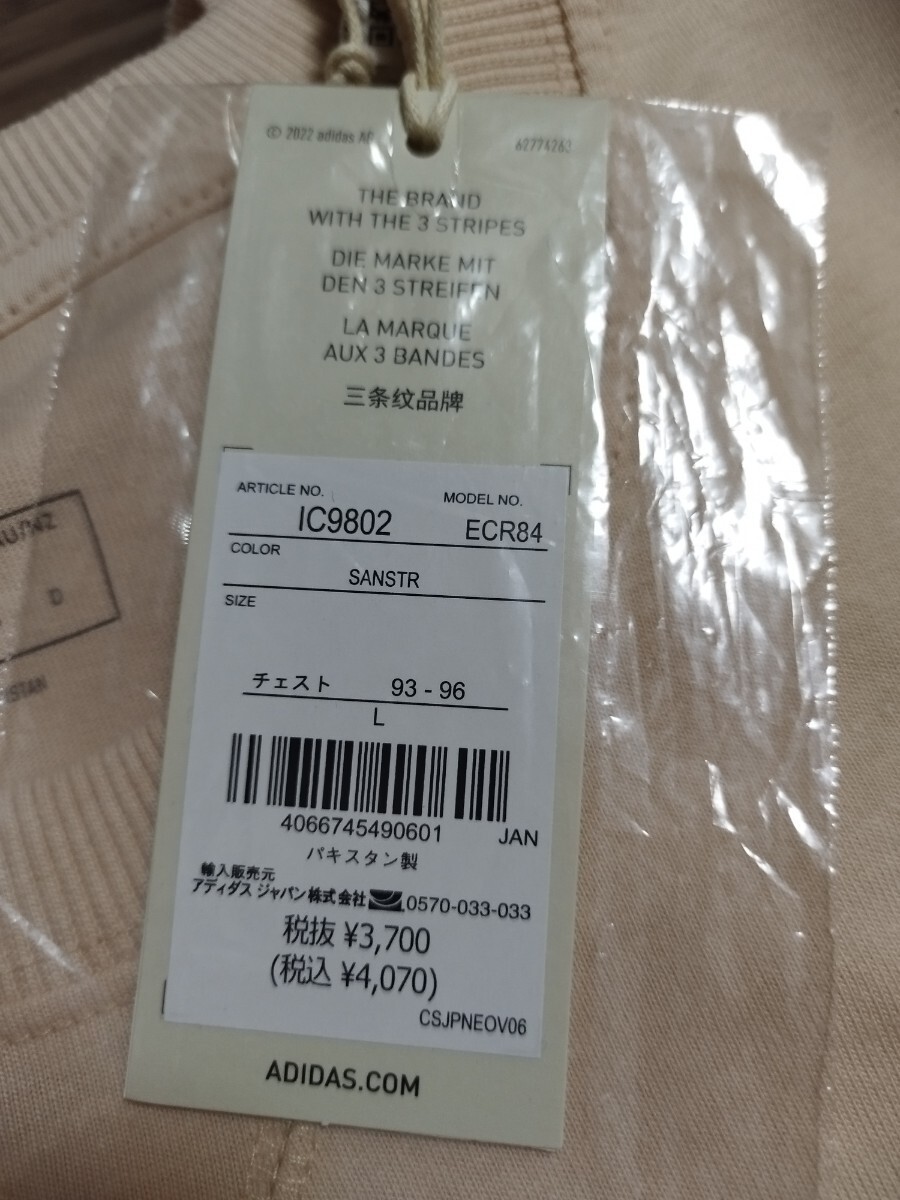 © 2022 adidas AG
62774263
THE BRAND
WITH THE 3 STRIPES
DIE MARKE MIT
DEN 3 STREIFEN
LA MARQUE
AUX 3 BANDES
三条纹品牌
ARTICLE NO. MODEL NO.
IC9802 ECR84
COLOR
SANSTR
SIZE
チェスト 93 - 96
L
4066745490601 JAN
パキスタン製
輸入販売元
アディダス ジャパン株式会社 0570-033-033
税抜 ¥3,700
(税込 ¥4,070)
CSJPNEOV06
ADIDAS.COM
D